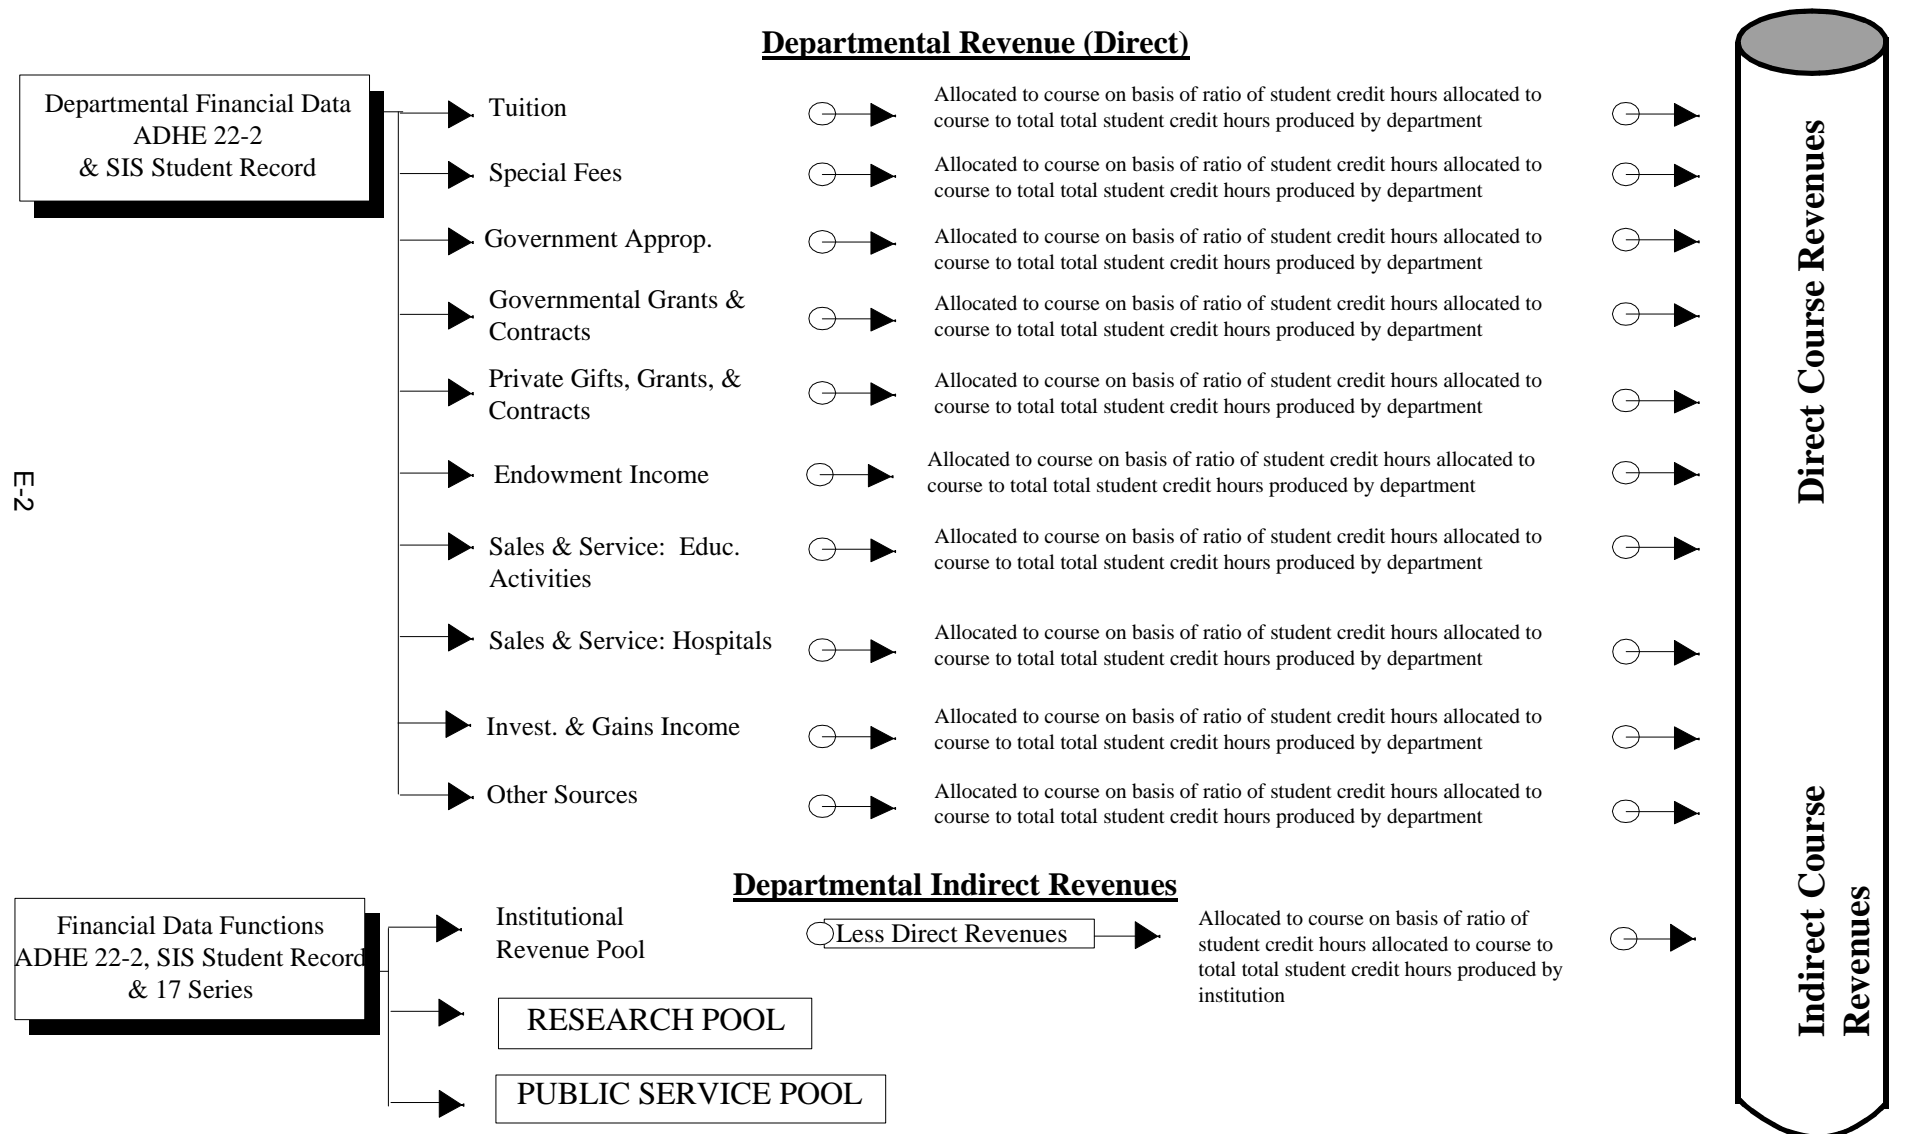 Departmental Revenue (Direct)
Departmental Financial Data
ADHE 22-2
& SIS Student Record
Tuition
Allocated to course on basis of ratio of student credit hours allocated to
course to total total student credit hours produced by department
Special Fees
Allocated to course on basis of ratio of student credit hours allocated to
course to total total student credit hours produced by department
Government Approp.
Allocated to course on basis of ratio of student credit hours allocated to
course to total total student credit hours produced by department
Governmental Grants &
Contracts
Allocated to course on basis of ratio of student credit hours allocated to
course to total total student credit hours produced by department
Private Gifts, Grants, &
Contracts
Allocated to course on basis of ratio of student credit hours allocated to
course to total total student credit hours produced by department
Endowment Income
Allocated to course on basis of ratio of student credit hours allocated to
course to total total student credit hours produced by department
Sales & Service:  Educ.
Activities
Allocated to course on basis of ratio of student credit hours allocated to
course to total total student credit hours produced by department
Sales & Service: Hospitals
Allocated to course on basis of ratio of student credit hours allocated to
course to total total student credit hours produced by department
Invest. & Gains Income
Allocated to course on basis of ratio of student credit hours allocated to
course to total total student credit hours produced by department
Other Sources
Allocated to course on basis of ratio of student credit hours allocated to
course to total total student credit hours produced by department
Direct Course Revenues
E-2
Departmental Indirect Revenues
Financial Data Functions
ADHE 22-2, SIS Student Record
& 17 Series
Institutional
Revenue Pool
Less Direct Revenues
Allocated to course on basis of ratio of
student credit hours allocated to course to
total total student credit hours produced by
institution
RESEARCH POOL
PUBLIC SERVICE POOL
Indirect Course
Revenues